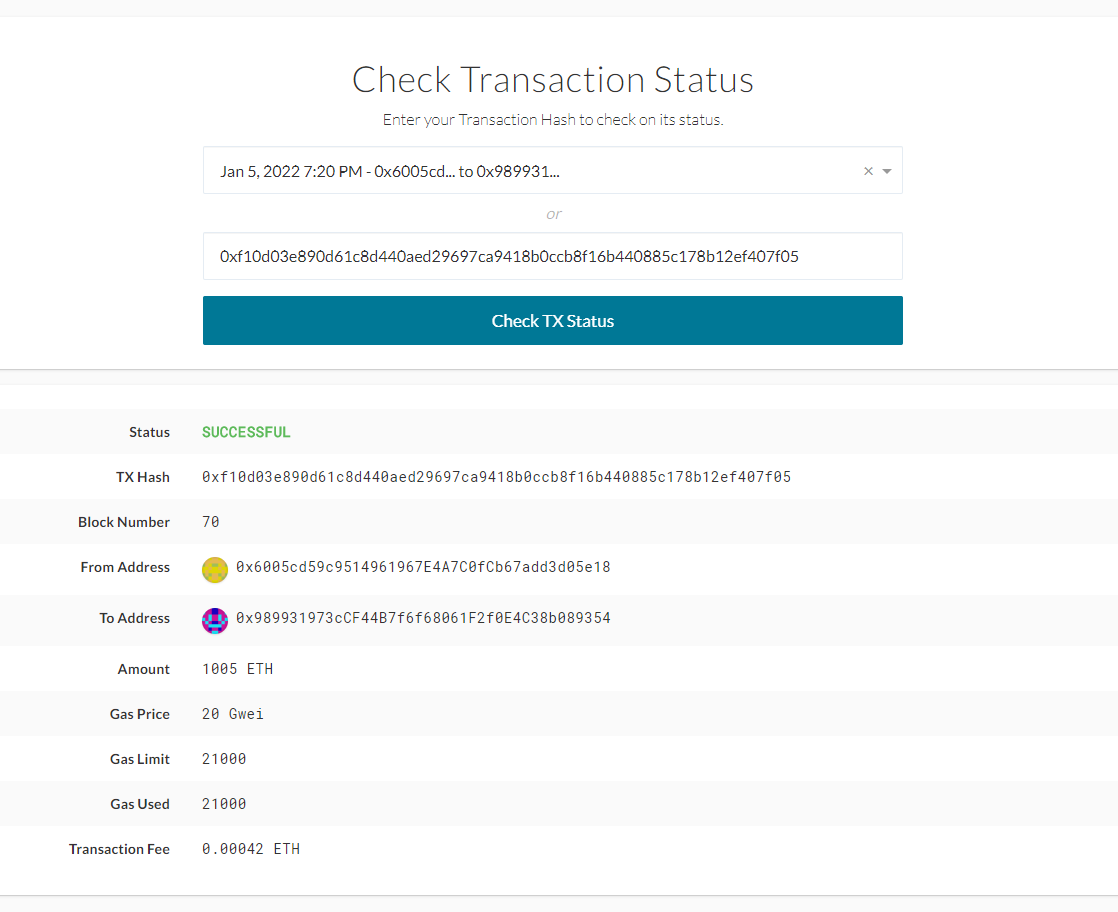 Check Transaction Status
Enter your Transaction Hash to check on its status.
Jan 5, 2022 7:20 PM - 0x6005cd... to 0x989931...
or
0xf10d03e890d61c8d440aed29697ca9418b0ccb8f16b440885c178b12ef407f05
Check TX Status
Status SUCCESSFUL
TX Hash 0xf10d03e890d61c8d440aed29697ca9418b0ccb8f16b440885c178b12ef407f05
Block Number 70
From Address 0x6005cd59c9514961967E4A7C0fCb67add3d05e18
To Address 0x989931973cCF44B7f6f68061F2f0E4C38b089354
Amount 1005 ETH
Gas Price 20 Gwei
Gas Limit 21000
Gas Used 21000
Transaction Fee 0.00042 ETH